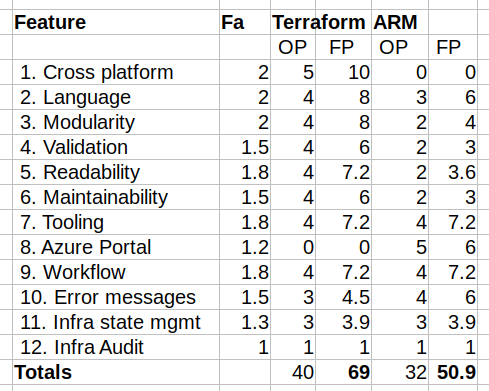 Feature Fa Terraform ARM
OP FP OP FP
1. Cross platform 2 5 10 0 0
2. Language 2 4 8 3 6
3. Modularity 2 4 8 2 4
4. Validation 1.5 4 6 2 3
5. Readability 1.8 4 7.2 2 3.6
6. Maintainability 1.5 4 6 2 3
7. Tooling 1.8 4 7.2 4 7.2
8. Azure Portal 1.2 0 0 5 6
9. Workflow 1.8 4 7.2 4 7.2
10. Error messages 1.5 3 4.5 4 6
11. Infra state mgmt 1.3 3 3.9 3 3.9
12. Infra Audit 1 1 1 1 1
Totals 40 69 32 50.9